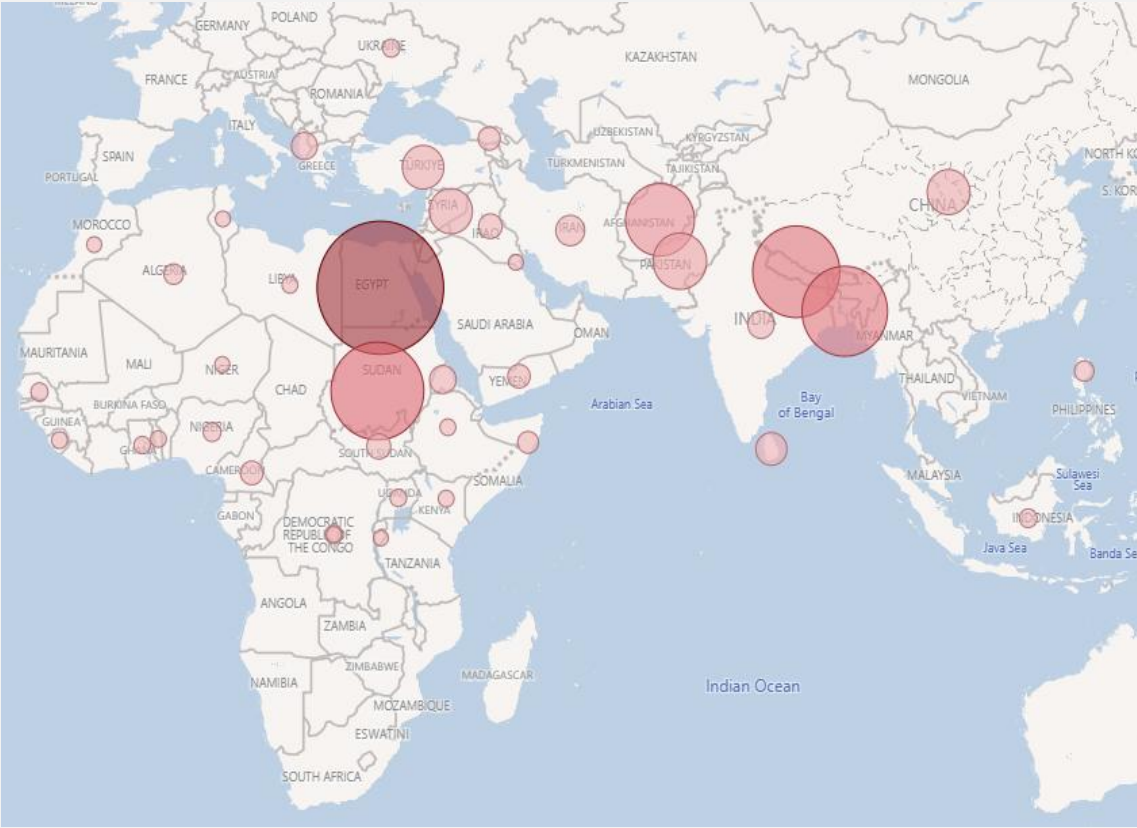 POLAND
GERMANY
UKRAINE
KAZAKHSTAN
FRANCE
AUSTRIA
MONGOLIA
ROMANIA
ITALY
UZBEKISTAN
KYRGYZSTAN
SPAIN
GREECE
TÜRKIYE
TURKMENISTAN
TAJIKISTAN
NORTH KO
PORTUGAL
S. KOR
SYRIA
CHINA
MOROCCO
AFGHANISTAN
IRAQ
IRAN
PAKISTAN
ALGERIA
LIBYA
EGYPT
INDIA
SAUDI ARABIA
OMAN
MYANMAR
MAURITANIA
MALI
NIGER
SUDAN
CHAD
YEMEN
THAILAND
VIETNAM
BURKINA FASO
Arabian Sea
Bay
of Bengal
PHILIPPINES
GUINEA
NIGERIA
GHANA
SOUTH SUDAN
CAMEROON
SOMALIA
MALAYSIA
Sulawesi
Sea
UGANDA
KENYA
GABON
DEMOCRATIC
REPUBLIC OF
THE CONGO
INDONESIA
Java Sea
Banda Se
TANZANIA
ANGOLA
ZAMBIA
ZIMBABWE
MADAGASCAR
NAMIBIA
Indian Ocean
MOZAMBIQUE
ESWATINI
SOUTH AFRICA